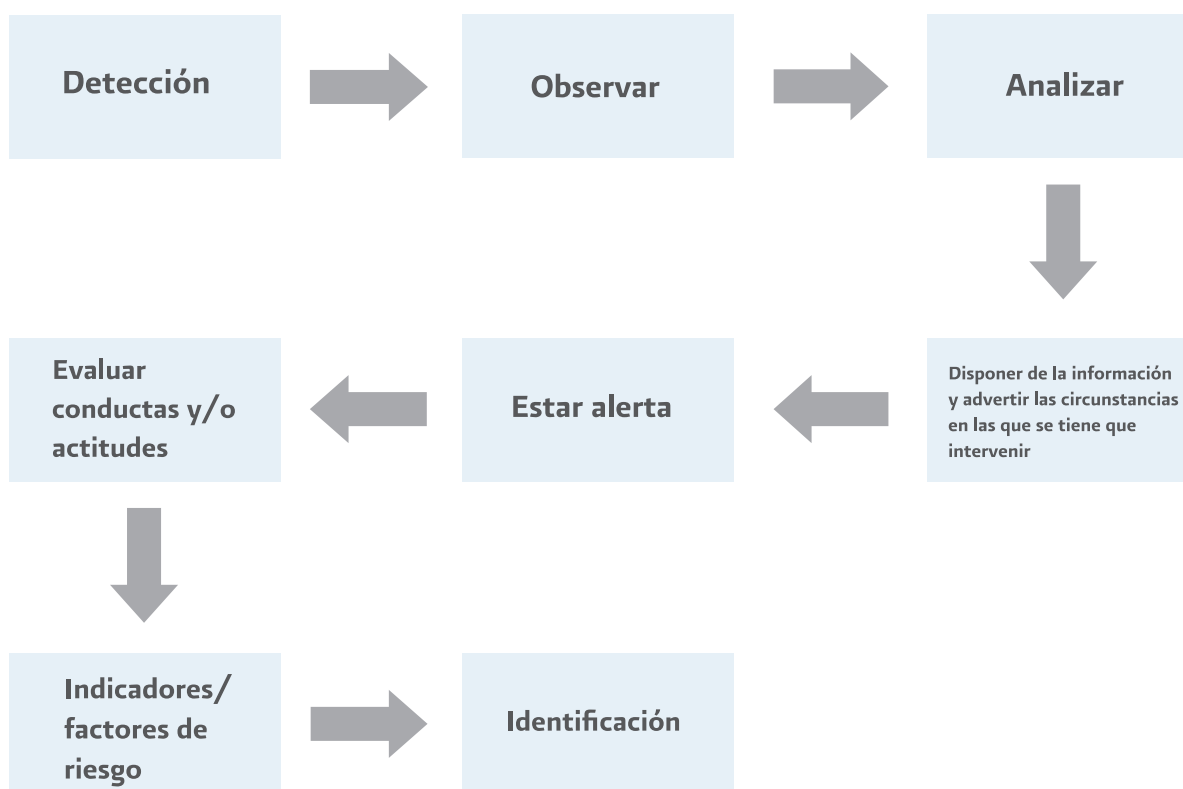 Detección
Observar
Analizar
Disponer de la información
y advertir las circunstancias
en las que se tiene que
intervenir
Estar alerta
Evaluar
conductas y/o
actitudes
Indicadores/
factores de
riesgo
Identificación